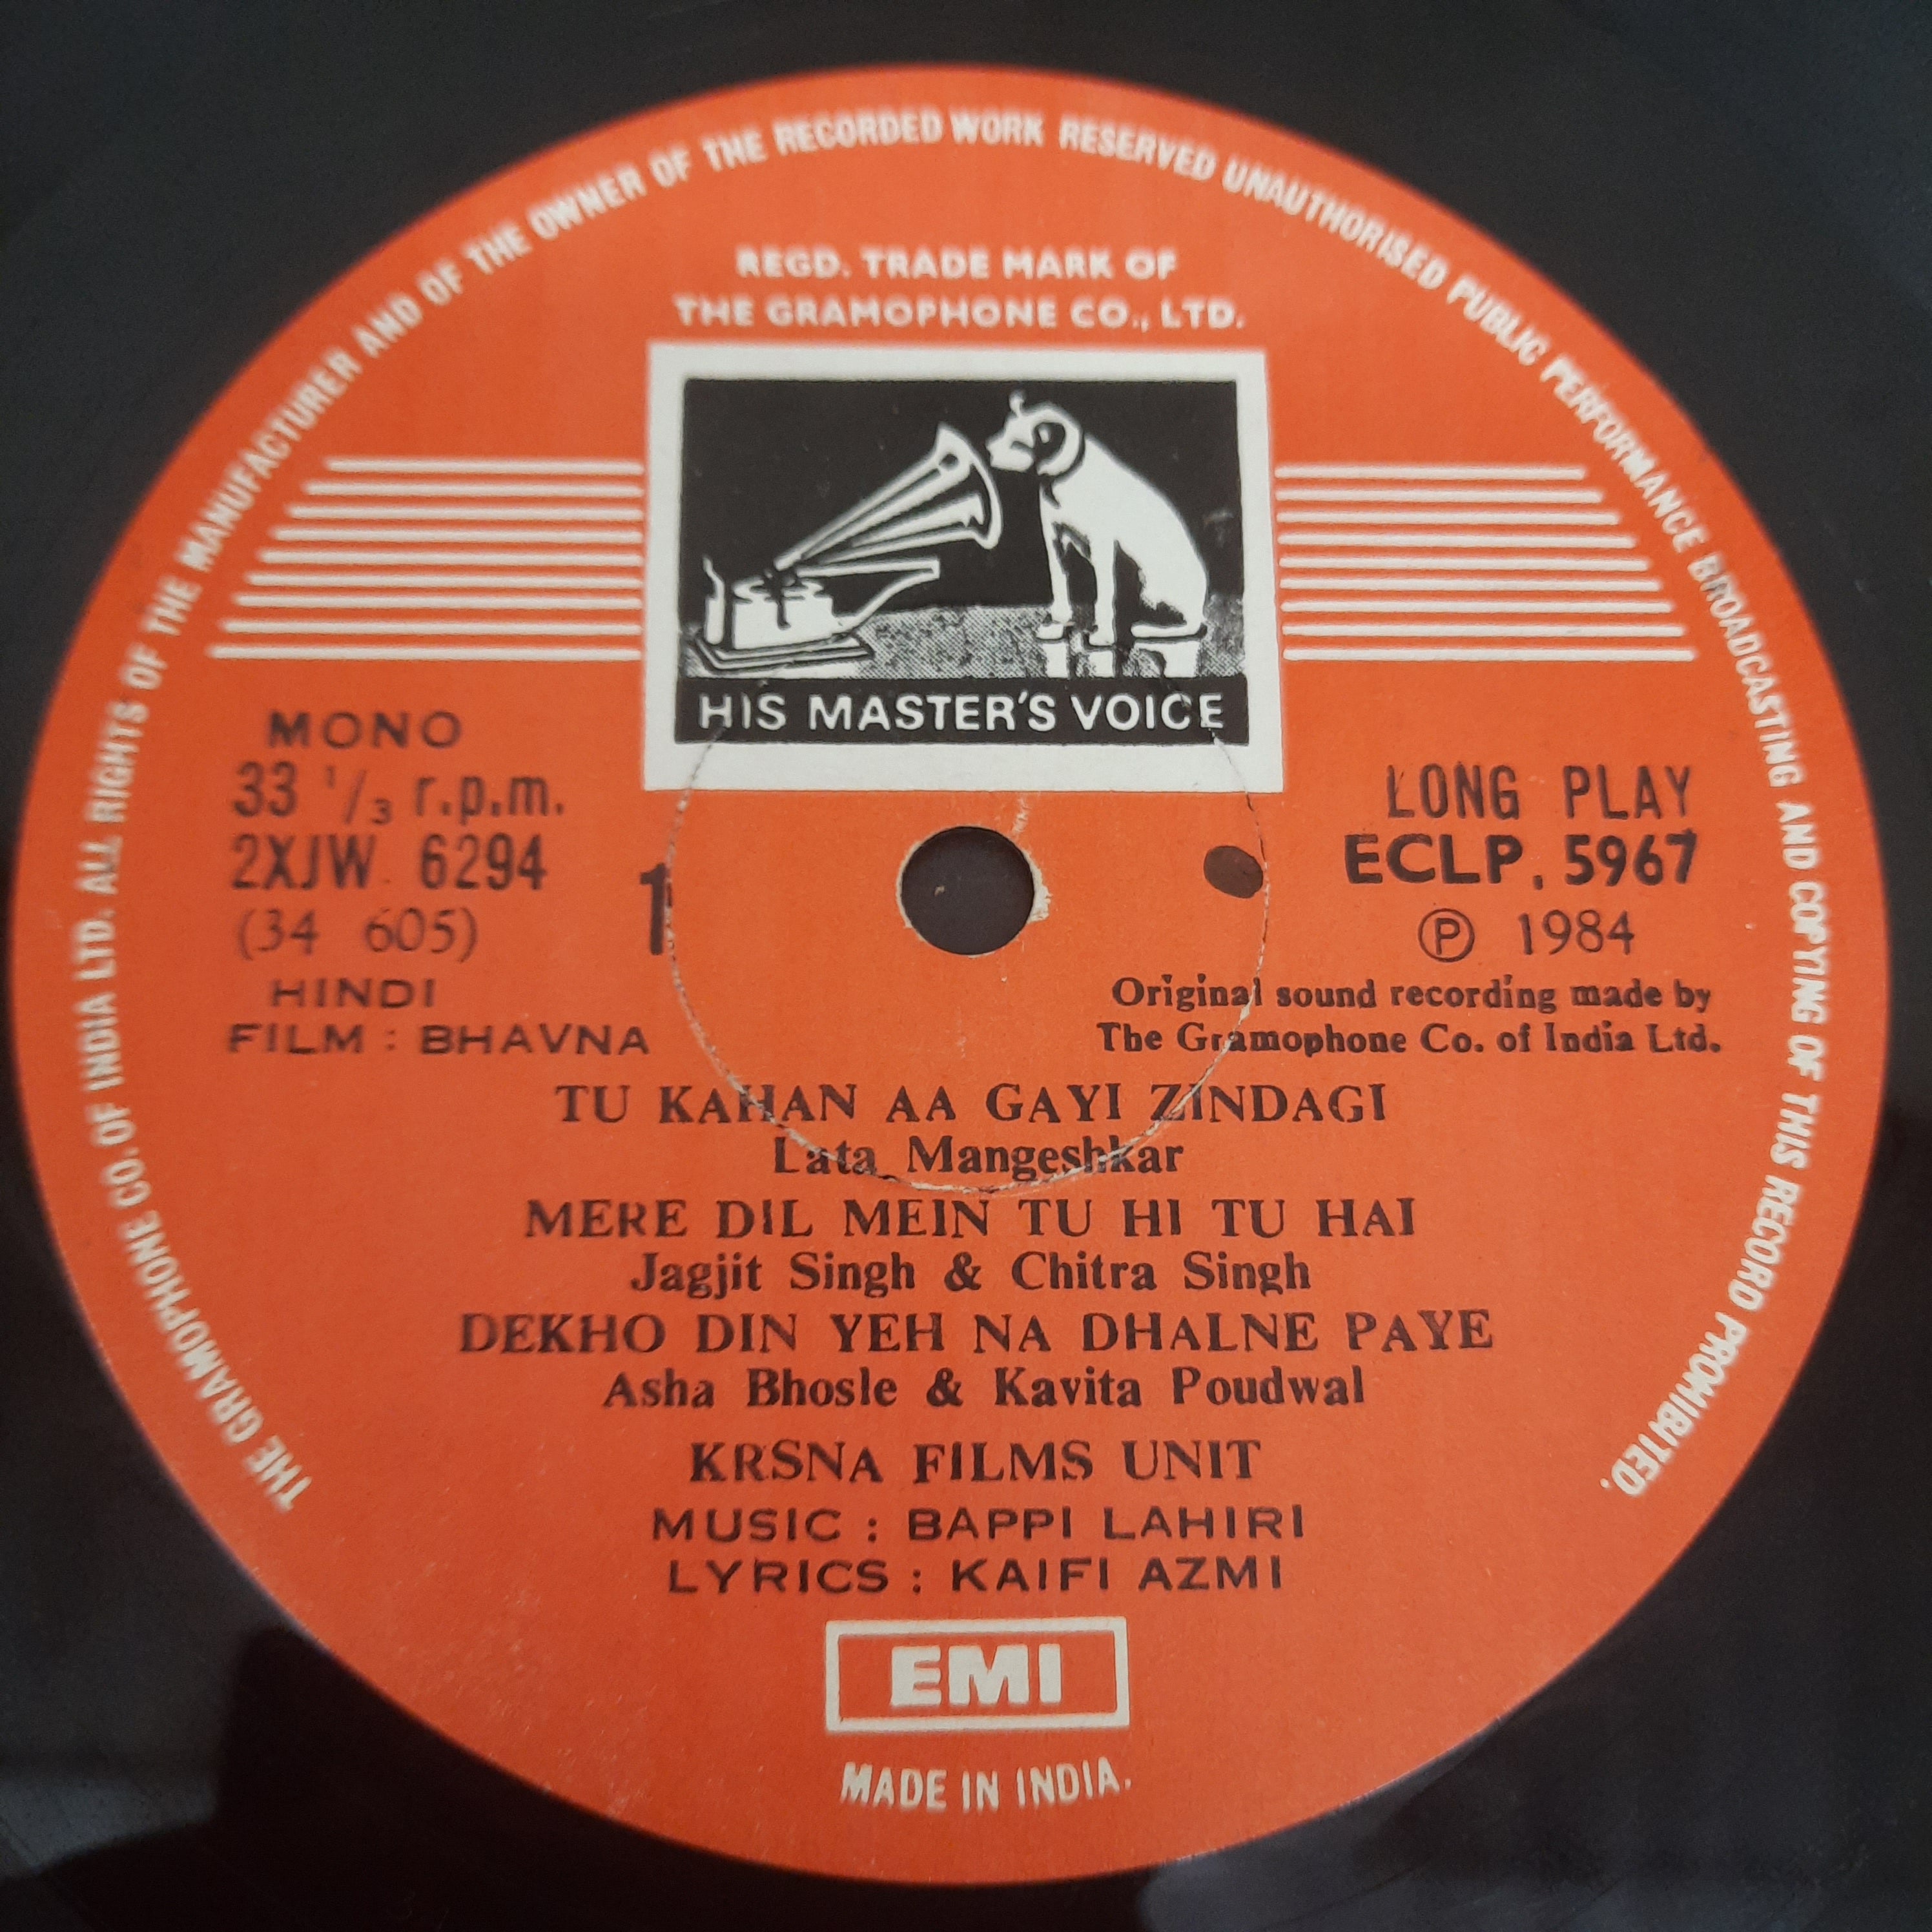 THE GRAMOPHONE CO. OF INDIA LTD. ALL RIGHTS OF THE MANUFACTURER AND OF THE OWNER OF THE RECORDED WORK RESERVED UNAUTHORISED PUBLIC PERFORMANCE BROADCASTING AND COPYING OF THIS RECORD PROHIBITED.
REGD. TRADE MARK OF
THE GRAMOPHONE CO., LTD.
HIS MASTER'S VOICE
MONO
33 1/3 r.p.m.
2XJW 6294
(34 605)
HINDI
FILM : BHAVNA
1
LONG PLAY
ECLP. 5967
Ⓟ 1984
Original sound recording made by
The Gramophone Co. of India Ltd.
TU KAHAN AA GAYI ZINDAGI
Lata Mangeshkar
MERE DIL MEIN TU HI TU HAI
Jagjit Singh & Chitra Singh
DEKHO DIN YEH NA DHALNE PAYE
Asha Bhosle & Kavita Poudwal
KRSNA FILMS UNIT
MUSIC : BAPPI LAHIRI
LYRICS : KAIFI AZMI
EMI
MADE IN INDIA.